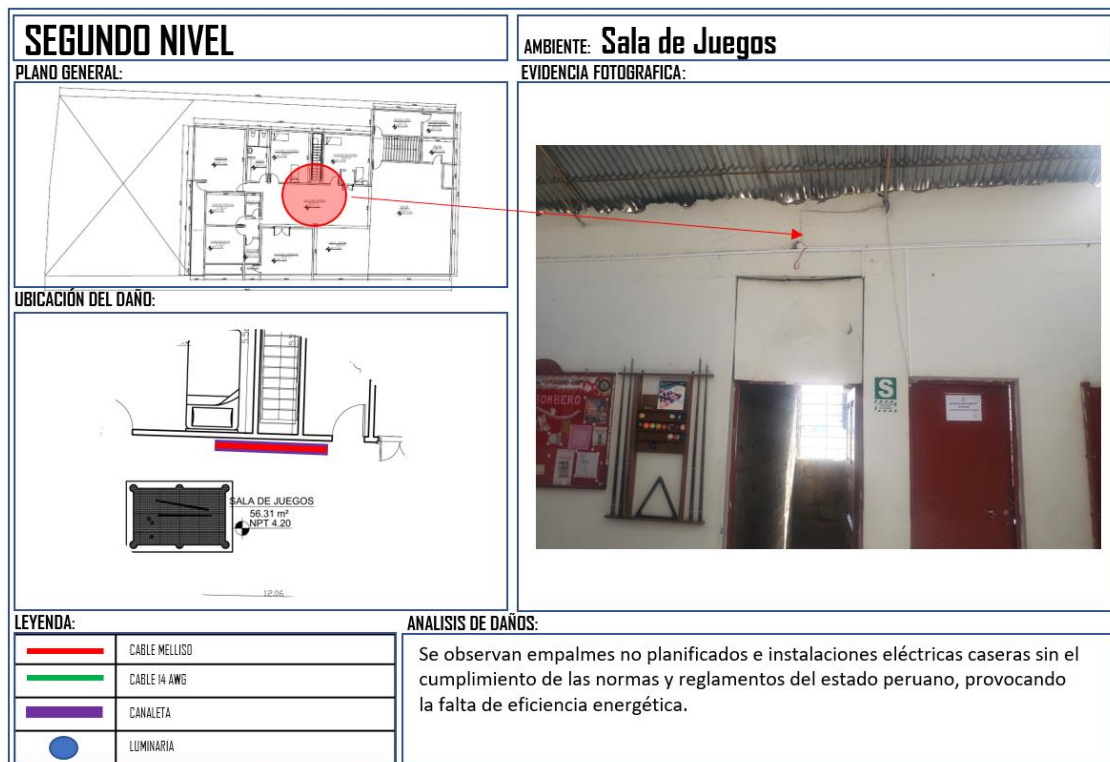 SEGUNDO NIVEL
AMBIENTE: Sala de Juegos
PLANO GENERAL:
EVIDENCIA FOTOGRAFICA:
BOMBERO
S
UBICACIÓN DEL DAÑO:
SALA DE JUEGOS
56.31 m²
NPT 4.20
12.06
LEYENDA:
CABLE MELLISO
CABLE 14 AWG
CANALETA
LUMINARIA
ANALISIS DE DAÑOS:
Se observan empalmes no planificados e instalaciones eléctricas caseras sin el
cumplimiento de las normas y reglamentos del estado peruano, provocando
la falta de eficiencia energética.